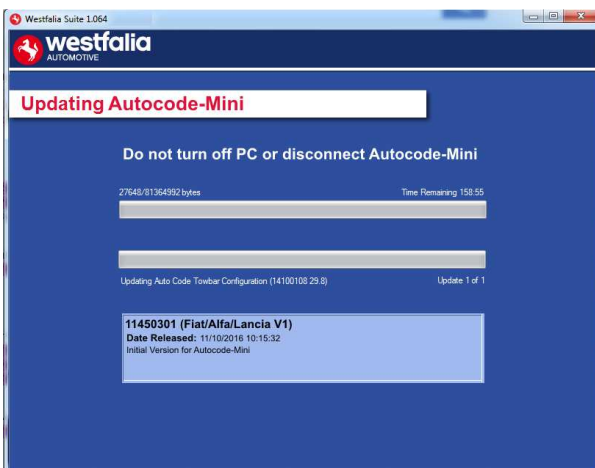 Westfalia Suite 1.064
westfalia
AUTOMOTIVE
Updating Autocode-Mini
Do not turn off PC or disconnect Autocode-Mini
27648/81364992 bytes Time Remaining 158:55
Updating Auto Code Towbar Configuration (14100108 29.8) Update 1 of 1
11450301 (Fiat/Alfa/Lancia V1)
Date Released: 11/10/2016 10:15:32
Initial Version for Autocode-Mini